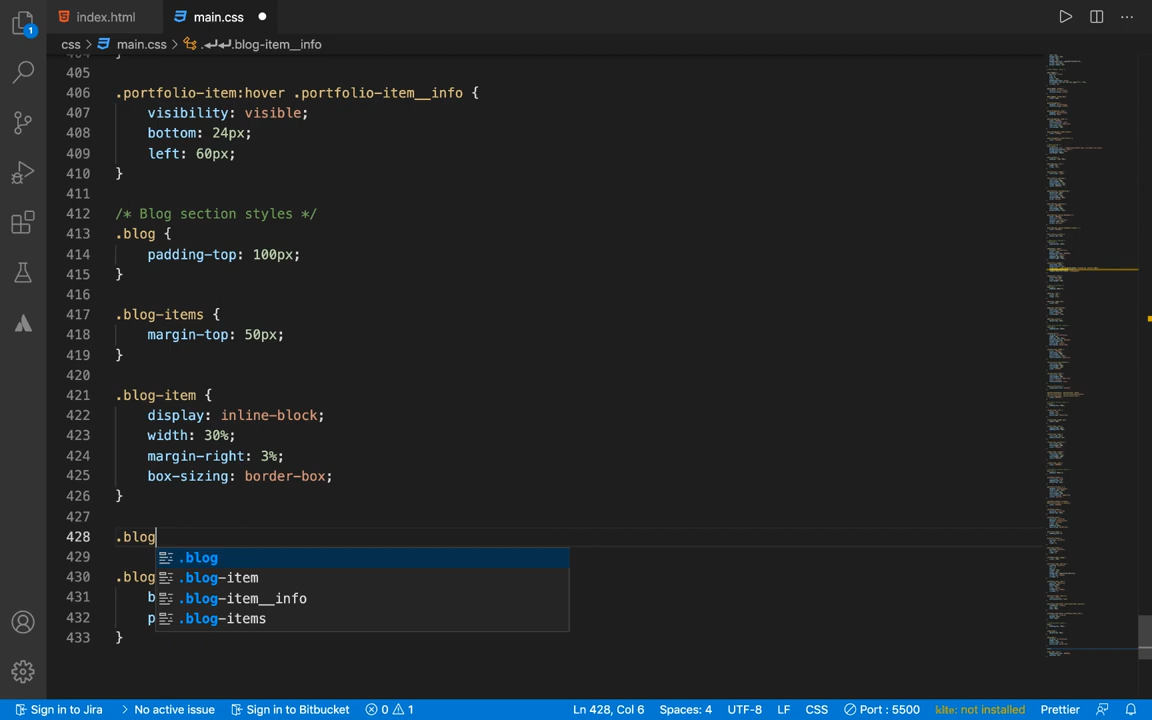 index.html
main.css
1
css
main.css
.↵↵.blog-item__info
405
406 .portfolio-item:hover .portfolio-item__info {
407 visibility: visible;
408 bottom: 24px;
409 left: 60px;
410 }
411
412 /* Blog section styles */
413 .blog {
414 padding-top: 100px;
415 }
416
417 .blog-items {
418 margin-top: 50px;
419 }
420
421 .blog-item {
422 display: inline-block;
423 width: 30%;
424 margin-right: 3%;
425 box-sizing: border-box;
426 }
427
428 .blog
429
.blog
430 .blog
.blog-item
431 b
.blog-item__info
432 p
.blog-items
433 }
Sign in to Jira
No active issue
Sign in to Bitbucket
0 1
Ln 428, Col 6
Spaces: 4
UTF-8
LF
CSS
Port : 5500
kite: not installed
Prettier